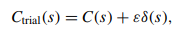 C_trial(s) = C(s) + εδ(s),